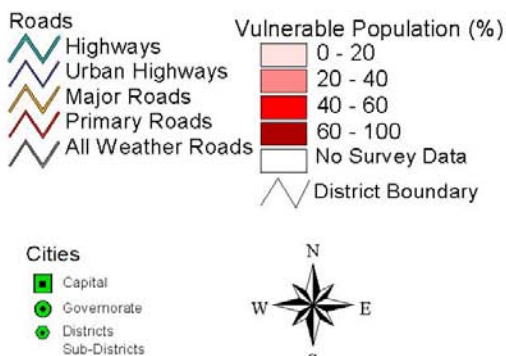 Roads
Highways
Urban Highways
Major Roads
Primary Roads
All Weather Roads
Vulnerable Population (%)
0 - 20
20 - 40
40 - 60
60 - 100
No Survey Data
District Boundary
Cities
Capital
Governorate
Districts
Sub-Districts
N
W E
S